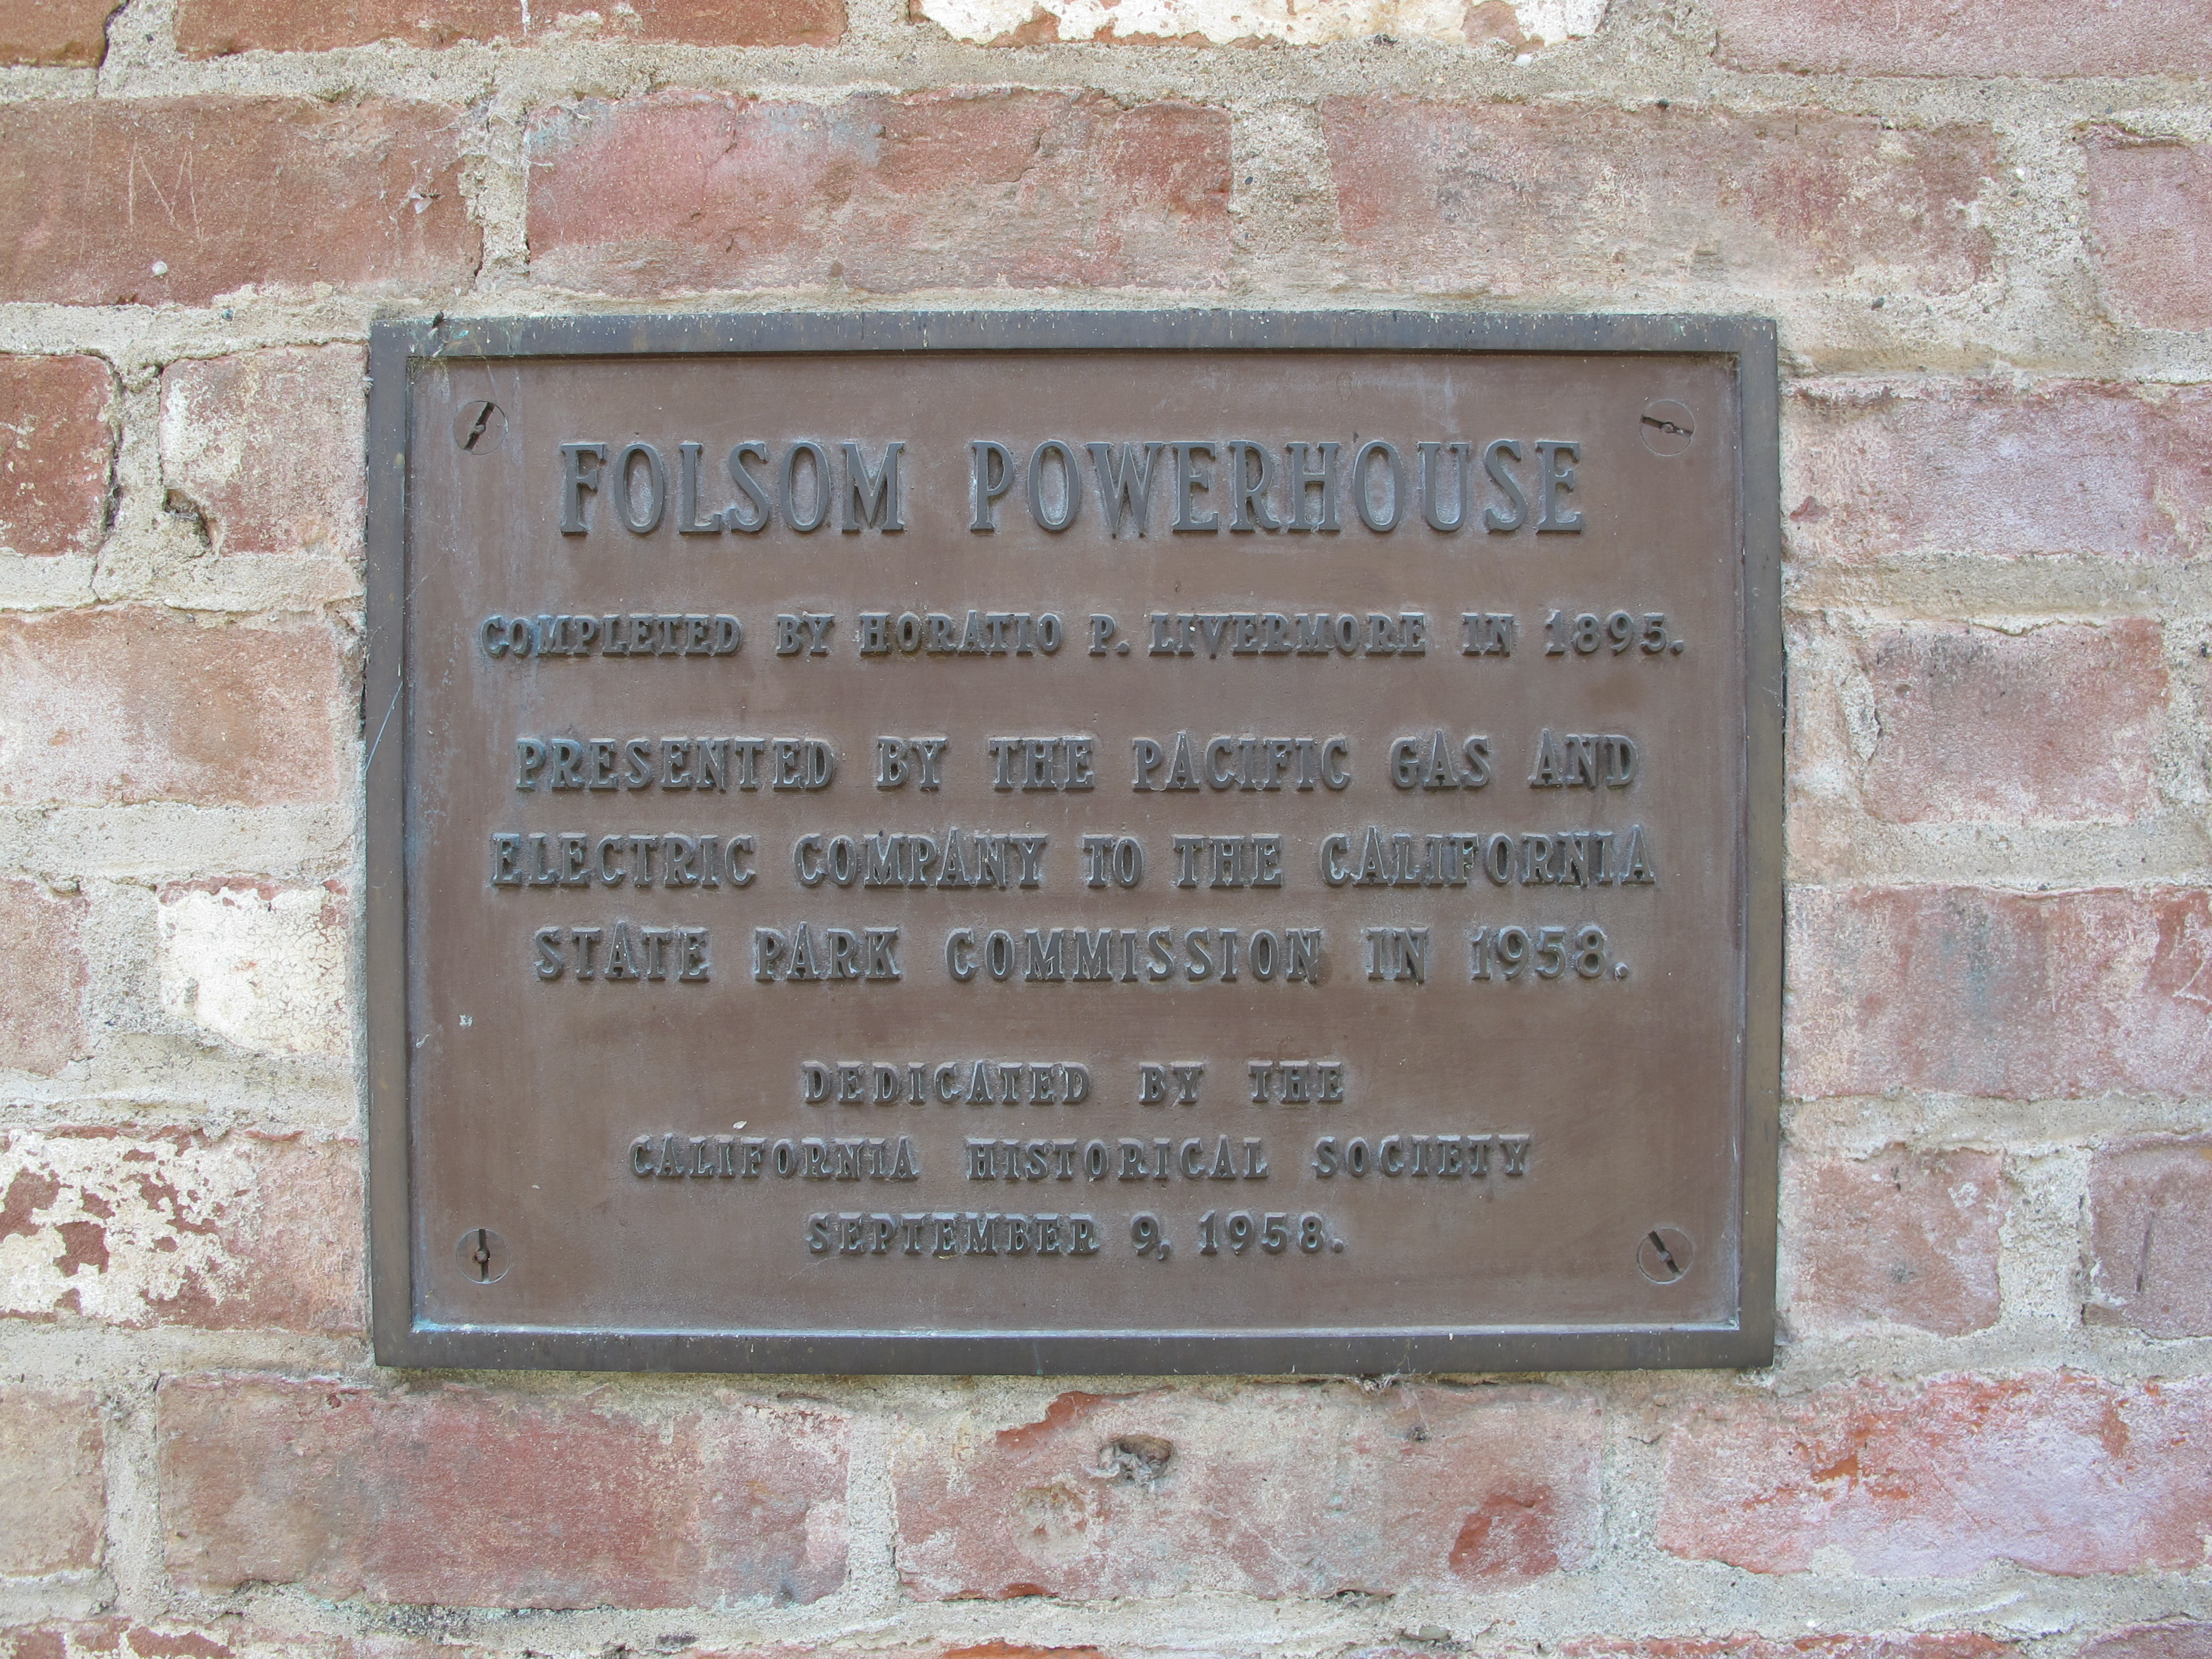 FOLSOM POWERHOUSE
COMPLETED BY HORATIO P. LIVERMORE IN 1895.
PRESENTED BY THE PACIFIC GAS AND
ELECTRIC COMPANY TO THE CALIFORNIA
STATE PARK COMMISSION IN 1958.
DEDICATED BY THE
CALIFORNIA HISTORICAL SOCIETY
SEPTEMBER 9, 1958.